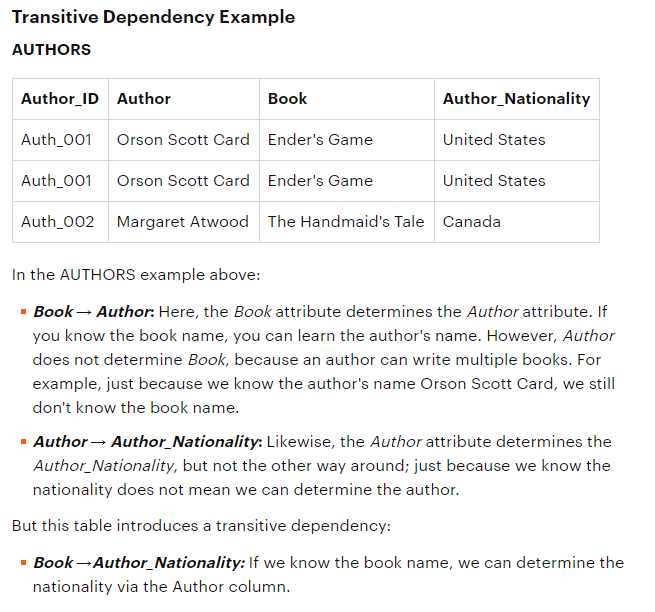 Transitive Dependency Example
AUTHORS
Author_ID Author Book Author_Nationality
Auth_001 Orson Scott Card Ender's Game United States
Auth_001 Orson Scott Card Ender's Game United States
Auth_002 Margaret Atwood The Handmaid's Tale Canada
In the AUTHORS example above:
▪ Book → Author: Here, the Book attribute determines the Author attribute. If
you know the book name, you can learn the author's name. However, Author
does not determine Book, because an author can write multiple books. For
example, just because we know the author's name Orson Scott Card, we still
don't know the book name.
▪ Author → Author_Nationality: Likewise, the Author attribute determines the
Author_Nationality, but not the other way around; just because we know the
nationality does not mean we can determine the author.
But this table introduces a transitive dependency:
▪ Book →Author_Nationality: If we know the book name, we can determine the
nationality via the Author column.